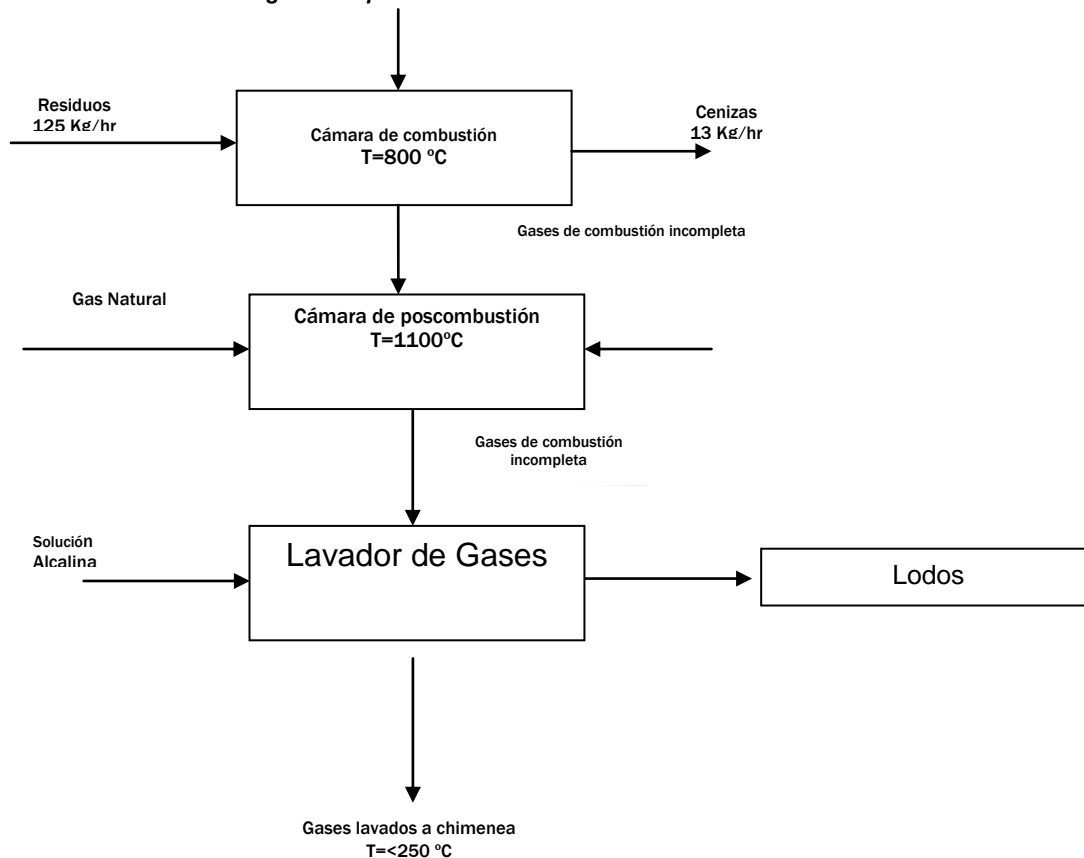 Residuos
125 Kg/hr
Cámara de combustión
T=800 ºC
Cenizas
13 Kg/hr
Gases de combustión incompleta
Gas Natural
Cámara de poscombustión
T=1100ºC
Gases de combustión
incompleta
Solución
Alcalina
Lavador de Gases
Lodos
Gases lavados a chimenea
T=<250 ºC